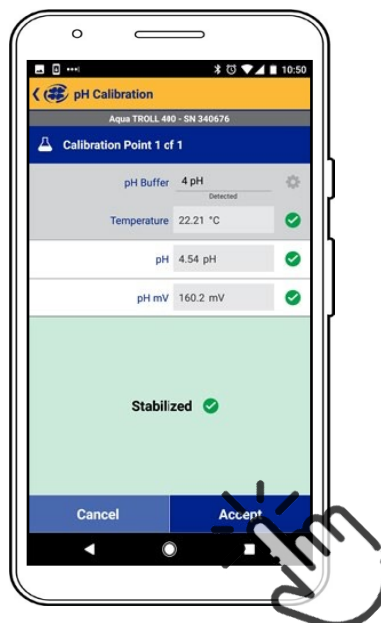 10:50
pH Calibration
Aqua TROLL 400 - SN 340676
Calibration Point 1 of 1
pH Buffer 4 pH
Detected
Temperature 22.21 °C
pH 4.54 pH
pH mV 160.2 mV
Stabilized
Cancel Accept